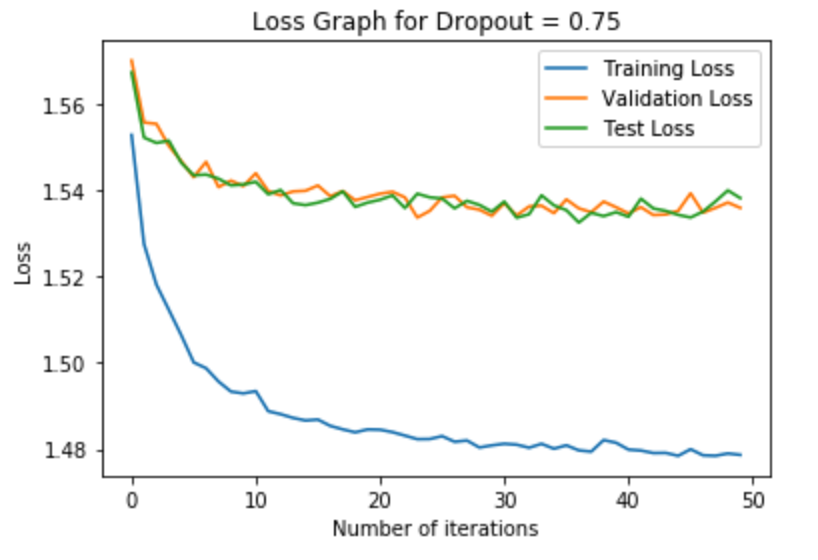 Loss Graph for Dropout = 0.75
Training Loss
Validation Loss
Test Loss
1.56
1.54
1.52
1.50
1.48
Loss
0 10 20 30 40 50
Number of iterations